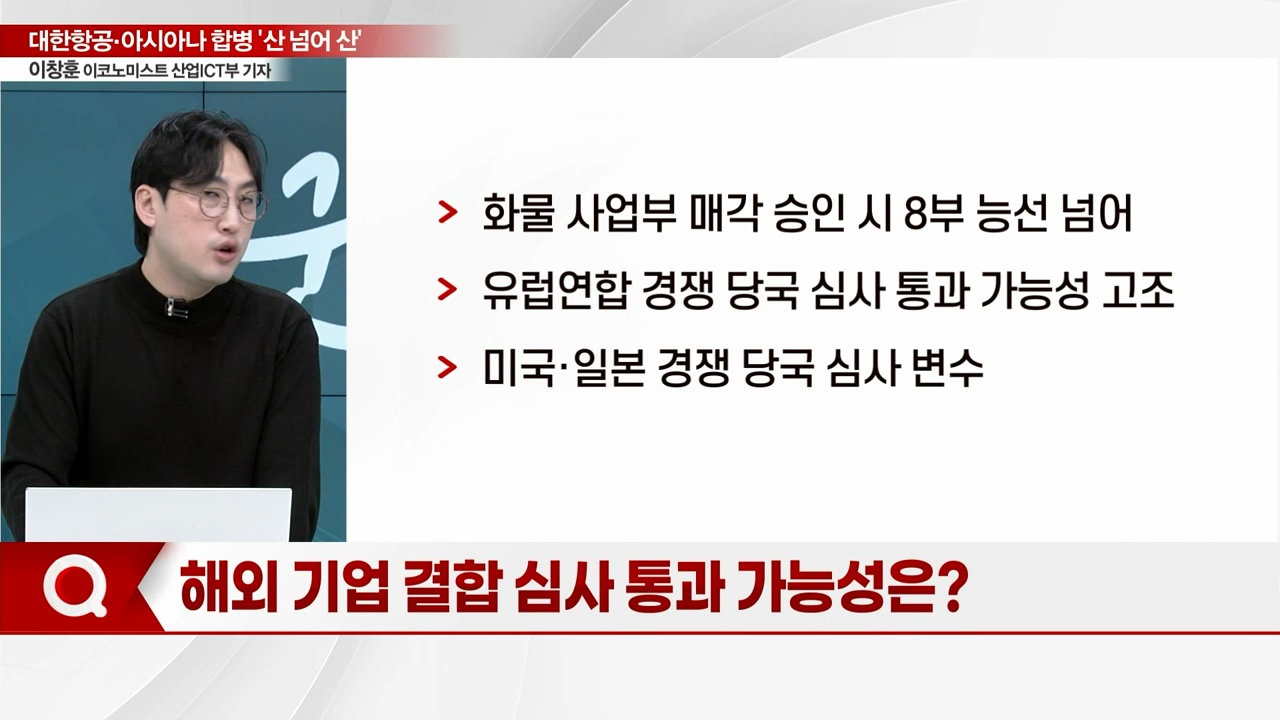 대한항공·아시아나 합병 '산 넘어 산'
이창훈 이코노미스트 산업ICT부 기자
> 화물 사업부 매각 승인 시 8부 능선 넘어
> 유럽연합 경쟁 당국 심사 통과 가능성 고조
> 미국·일본 경쟁 당국 심사 변수
Q 해외 기업 결합 심사 통과 가능성은?